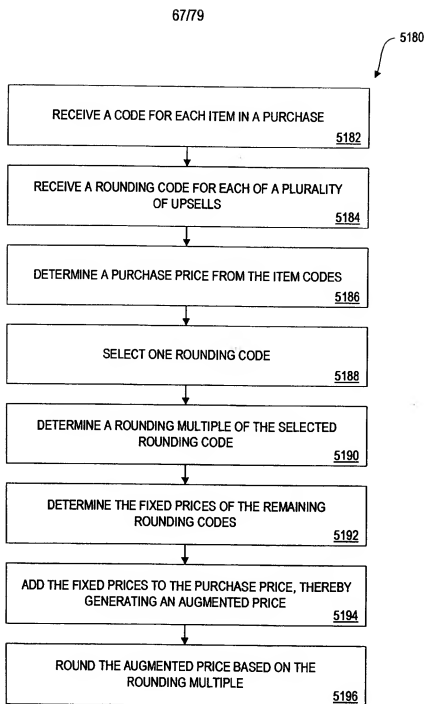 67/79
5180
RECEIVE A CODE FOR EACH ITEM IN A PURCHASE
5182
RECEIVE A ROUNDING CODE FOR EACH OF A PLURALITY
OF UPSELLS
5184
DETERMINE A PURCHASE PRICE FROM THE ITEM CODES
5186
SELECT ONE ROUNDING CODE
5188
DETERMINE A ROUNDING MULTIPLE OF THE SELECTED
ROUNDING CODE
5190
DETERMINE THE FIXED PRICES OF THE REMAINING
ROUNDING CODES
5192
ADD THE FIXED PRICES TO THE PURCHASE PRICE, THEREBY
GENERATING AN AUGMENTED PRICE
5194
ROUND THE AUGMENTED PRICE BASED ON THE
ROUNDING MULTIPLE
5196